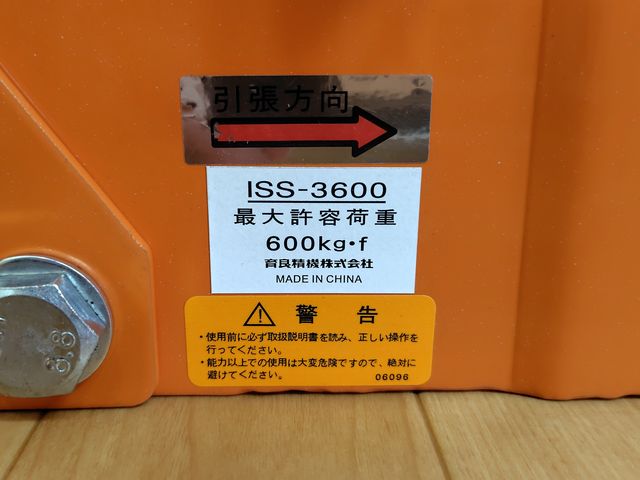 引張方向
ISS-3600
最大許容荷重
600kg・f
育良精機株式会社
MADE IN CHINA
警告
・使用前に必ず取扱説明書を読み、正しい操作を
行ってください。
・能力以上での使用は大変危険ですので、絶対に
避けてください。
06096
8.8